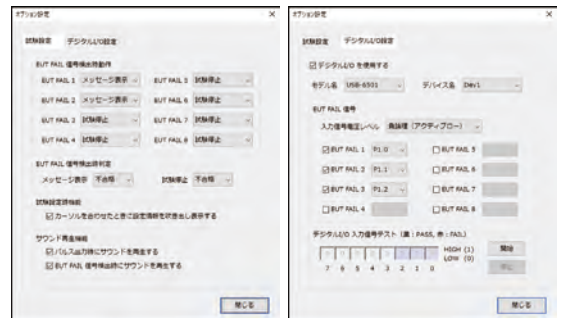 オプション設定
試験設定 デジタルI/O設定
EUT FAIL 信号検出時動作
EUT FAIL 1 メッセージ表示 EUT FAIL 5 試験停止
EUT FAIL 2 メッセージ表示 EUT FAIL 6 試験停止
EUT FAIL 3 試験停止 EUT FAIL 7 試験停止
EUT FAIL 4 試験停止 EUT FAIL 8 試験停止
EUT FAIL 信号検出時判定
メッセージ表示 不合格 試験停止 不合格
試験設定時機能
カーソルを合わせたときに設定情報を吹き出し表示する
サウンド再生機能
パルス出力時にサウンドを再生する
EUT FAIL 信号検出時にサウンドを再生する
閉じる
オプション設定
試験設定 デジタルI/O設定
デジタルI/O を使用する
モデル名 USB-6501 デバイス名 Dev1
EUT FAIL 信号
入力信号極性レベル 負論理 (アクティブロー)
EUT FAIL 1 P1.0 EUT FAIL 5
EUT FAIL 2 P1.1 EUT FAIL 6
EUT FAIL 3 P1.2 EUT FAIL 7
EUT FAIL 4 EUT FAIL 8
デジタルI/O 入力信号テスト (黒 : PASS, 赤 : FAIL)
HIGH (1) 開始
LOW (0)
7 6 5 4 3 2 1 0
閉じる